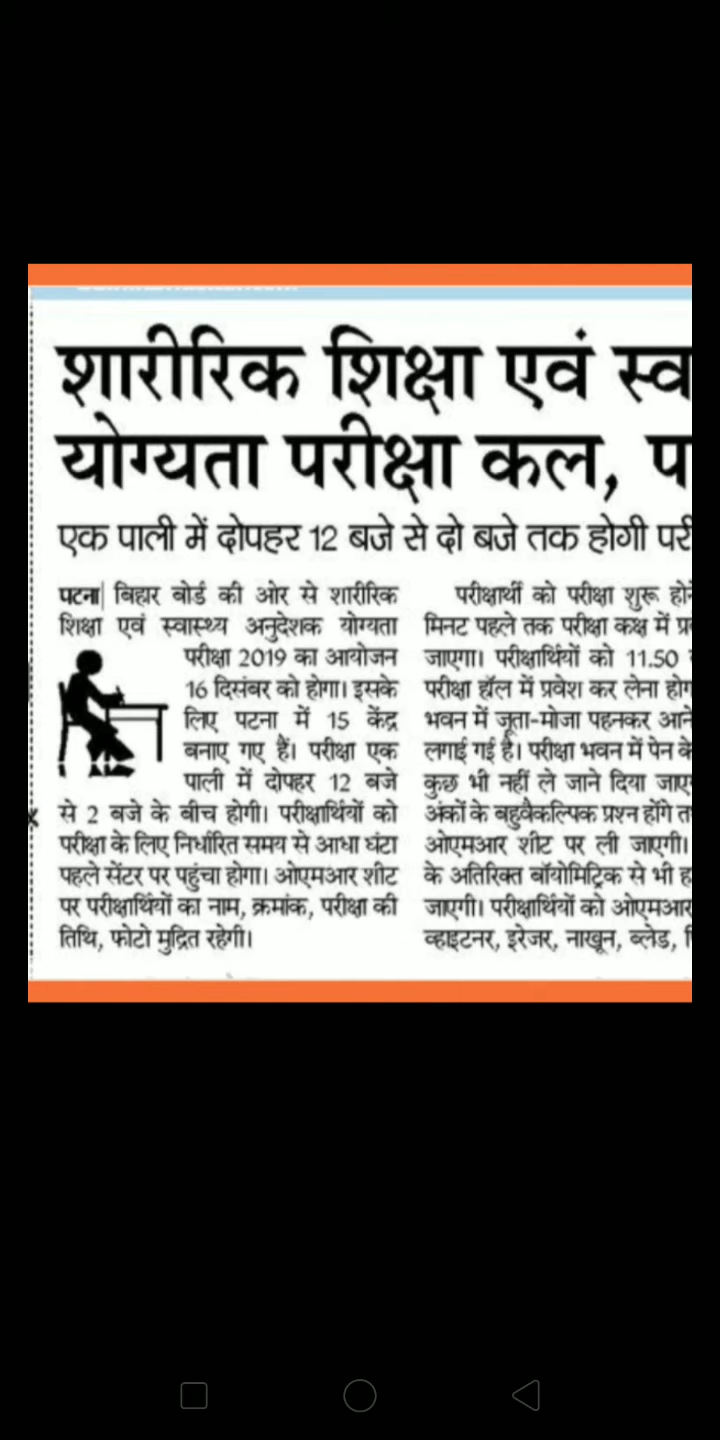 शारीरिक शिक्षा एवं
योग्यता परीक्षा कल,
एक पाली में दोपहर 12 बजे से दो बजे तक होगी
पटना| बिहार बोर्ड की ओर से शारीरिक
शिक्षा एवं स्वास्थ्य अनुदेशक योग्यता
परीक्षा 2019 का आयोजन
16 दिसंबर को होगा। इसके
लिए पटना में 15 केंद्र
बनाए गए हैं। परीक्षा एक
पाली में दोपहर 12 बजे
से 2 बजे के बीच होगी। परीक्षार्थियों को
परीक्षा के लिए निर्धारित समय से आधा घंटा
पहले सेंटर पर पहुंचा होगा। ओएमआर शीट
पर परीक्षार्थियों का नाम, क्रमांक, परीक्षा की
तिथि, फोटो मुद्रित रहेगी।
परीक्षार्थी को परीक्षा शुरू
मिनट पहले तक परीक्षा कक्ष में
जाएगा। परीक्षार्थियों को 11.50
परीक्षा हॉल में प्रवेश कर लेना
भवन में जूता-मोजा पहनकर
लगाई गई है। परीक्षा भवन में पेन
कुछ भी नहीं ले जाने दिया
अंकों के बहुवैकल्पिक प्रश्न होंगे
ओएमआर शीट पर ली जाएगी।
के अतिरिक्त बॉयोमिट्रिक से भी
जाएगी। परीक्षार्थियों को ओएमआर
व्हाइटनर, इरेजर, नाखून, ब्लेड,